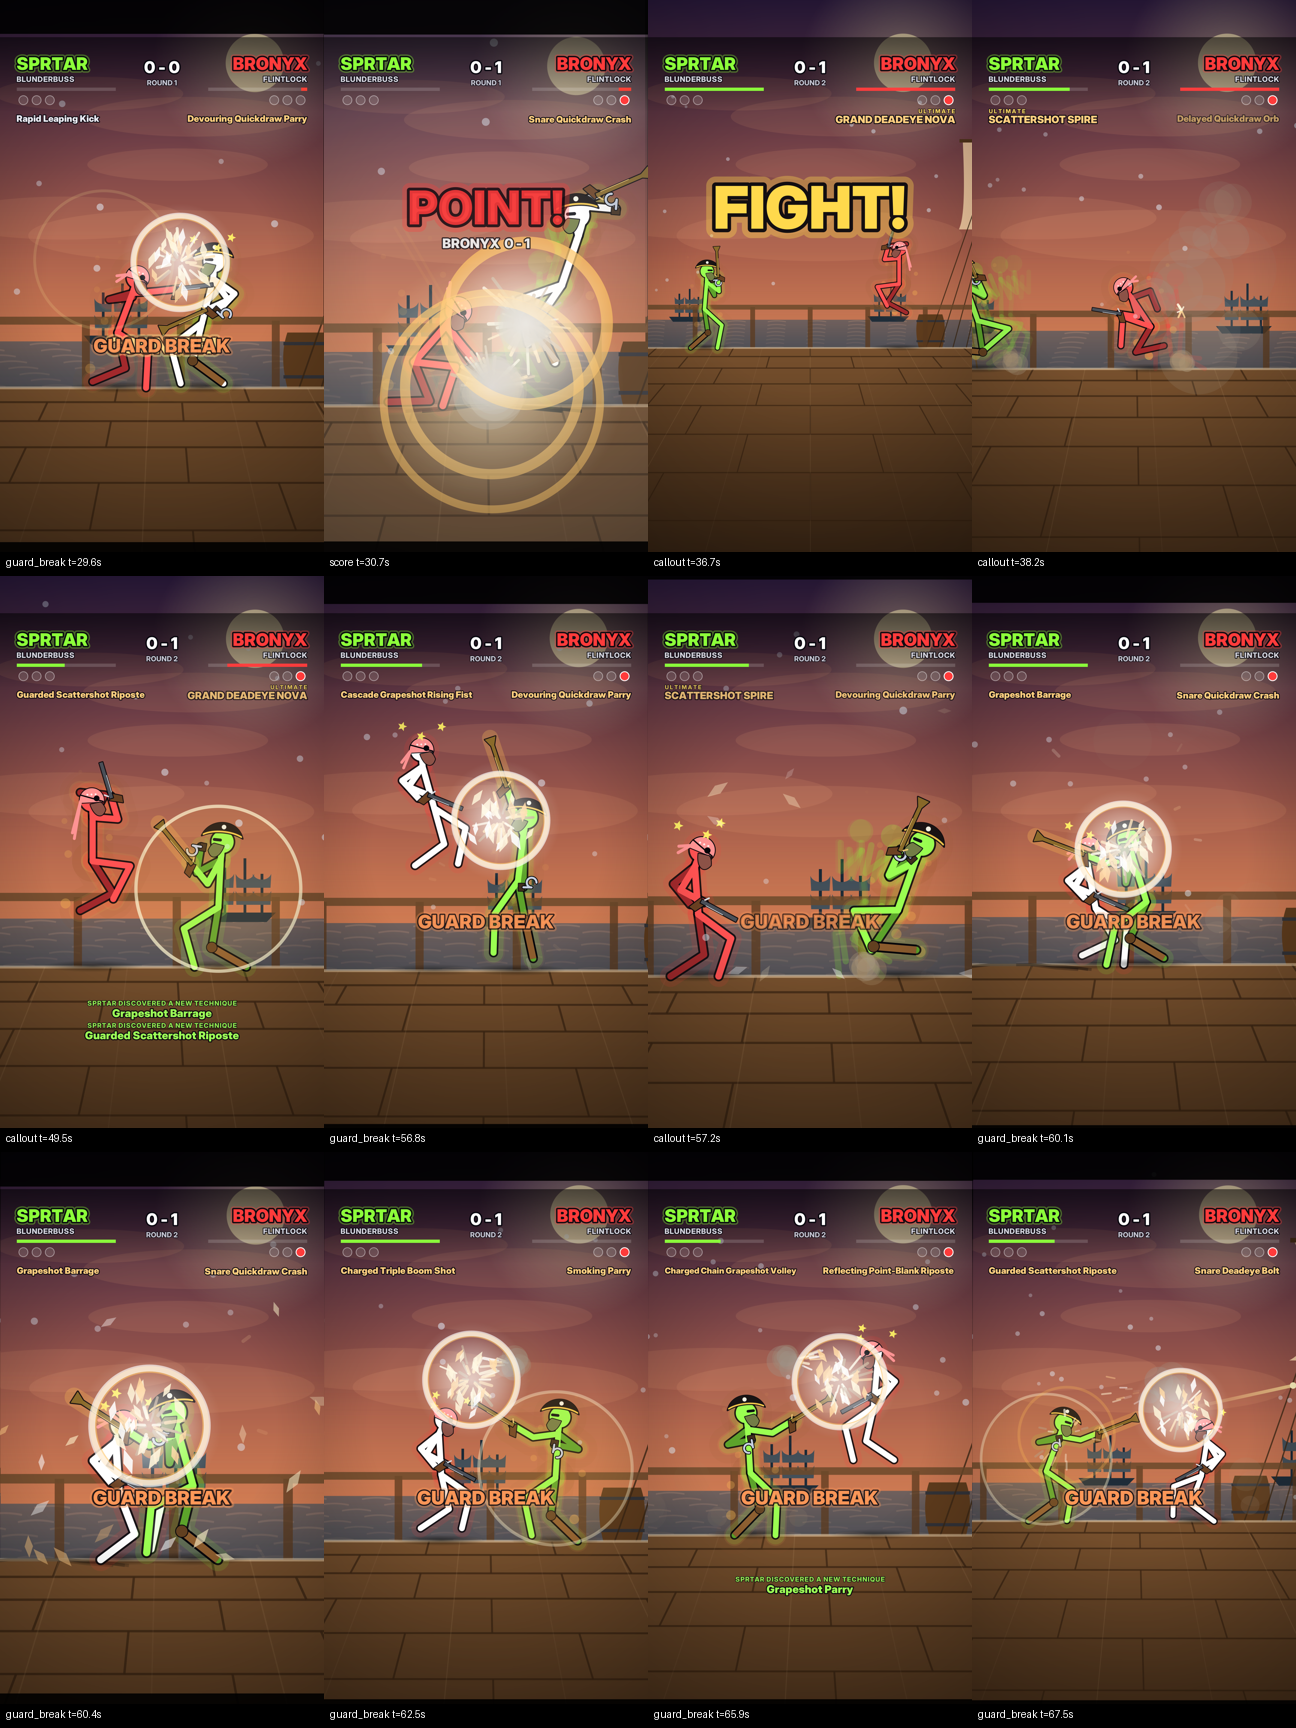 SPRTAR
BLUNDERBUSS
0-0
ROUND 1
BRONYX
FLINTLOCK
Rapid Leaping Kick
Devouring Quickdraw Parry
GUARD BREAK
guard_break t=29.6s
SPRTAR
BLUNDERBUSS
0-1
ROUND 1
BRONYX
FLINTLOCK
Snare Quickdraw Crash
POINT!
BRONYX 0-1
score t=30.7s
SPRTAR
BLUNDERBUSS
0-1
ROUND 2
BRONYX
FLINTLOCK
ULTIMATE
GRAND DEADEYE NOVA
FIGHT!
callout t=36.7s
SPRTAR
BLUNDERBUSS
0-1
ROUND 2
BRONYX
FLINTLOCK
ULTIMATE
SCATTERSHOT SPIRE
Delayed Quickdraw Orb
callout t=38.2s
SPRTAR
BLUNDERBUSS
0-1
ROUND 2
BRONYX
FLINTLOCK
Guarded Scattershot Riposte
ULTIMATE
GRAND DEADEYE NOVA
SPRTAR DISCOVERED A NEW TECHNIQUE
Grapeshot Barrage
SPRTAR DISCOVERED A NEW TECHNIQUE
Guarded Scattershot Riposte
callout t=49.5s
SPRTAR
BLUNDERBUSS
0-1
ROUND 2
BRONYX
FLINTLOCK
Cascade Grapeshot Rising Fist
Devouring Quickdraw Parry
GUARD BREAK
guard_break t=56.8s
SPRTAR
BLUNDERBUSS
0-1
ROUND 2
BRONYX
FLINTLOCK
ULTIMATE
SCATTERSHOT SPIRE
Devouring Quickdraw Parry
GUARD BREAK
callout t=57.2s
SPRTAR
BLUNDERBUSS
0-1
ROUND 2
BRONYX
FLINTLOCK
Grapeshot Barrage
Snare Quickdraw Crash
GUARD BREAK
guard_break t=60.1s
SPRTAR
BLUNDERBUSS
0-1
ROUND 2
BRONYX
FLINTLOCK
Grapeshot Barrage
Snare Quickdraw Crash
GUARD BREAK
guard_break t=60.4s
SPRTAR
BLUNDERBUSS
0-1
ROUND 2
BRONYX
FLINTLOCK
Charged Triple Boom Shot
Smoking Parry
GUARD BREAK
guard_break t=62.5s
SPRTAR
BLUNDERBUSS
0-1
ROUND 2
BRONYX
FLINTLOCK
Charged Chain Grapeshot Volley
Reflecting Point-Blank Riposte
GUARD BREAK
SPRTAR DISCOVERED A NEW TECHNIQUE
Grapeshot Parry
guard_break t=65.9s
SPRTAR
BLUNDERBUSS
0-1
ROUND 2
BRONYX
FLINTLOCK
Guarded Scattershot Riposte
Snare Deadeye Bolt
GUARD BREAK
guard_break t=67.5s